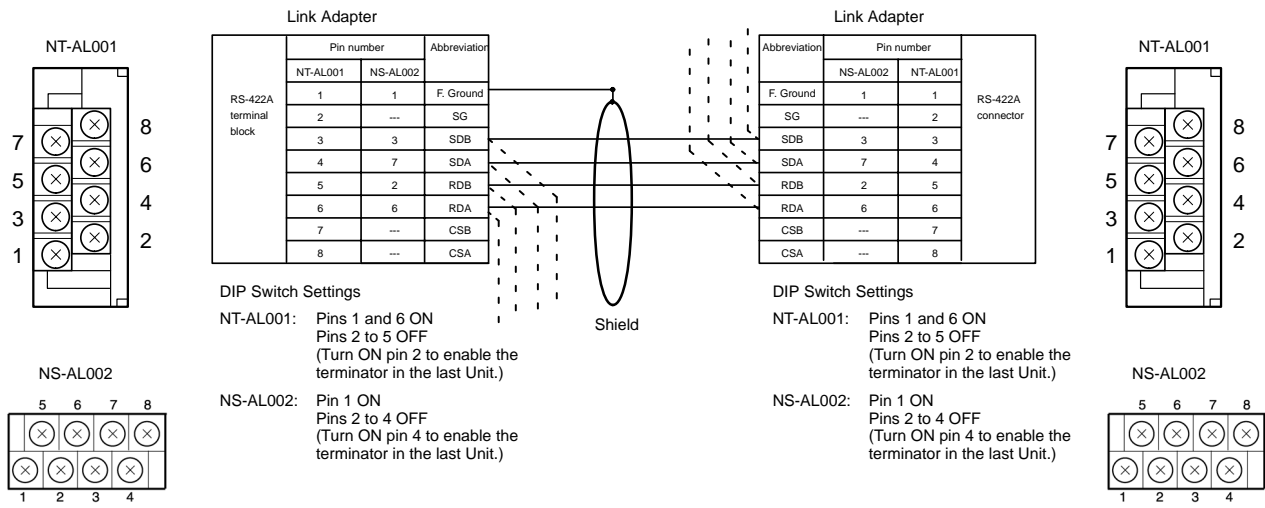 NT-AL001
7
5
3
1
8
6
4
2
NS-AL002
5 6 7 8
1 2 3 4
Link Adapter
RS-422A
terminal
block
Pin number Abbreviation
NT-AL001 NS-AL002
1 1 F. Ground
2 --- SG
3 3 SDB
4 7 SDA
5 2 RDB
6 6 RDA
7 --- CSB
8 --- CSA
DIP Switch Settings
NT-AL001: Pins 1 and 6 ON
Pins 2 to 5 OFF
(Turn ON pin 2 to enable the
terminator in the last Unit.)
NS-AL002: Pin 1 ON
Pins 2 to 4 OFF
(Turn ON pin 4 to enable the
terminator in the last Unit.)
Shield
Link Adapter
Abbreviation Pin number
NS-AL002 NT-AL001
F. Ground 1 1
SG --- 2
SDB 3 3
SDA 7 4
RDB 2 5
RDA 6 6
CSB --- 7
CSA --- 8
RS-422A
connector
DIP Switch Settings
NT-AL001: Pins 1 and 6 ON
Pins 2 to 5 OFF
(Turn ON pin 2 to enable the
terminator in the last Unit.)
NS-AL002: Pin 1 ON
Pins 2 to 4 OFF
(Turn ON pin 4 to enable the
terminator in the last Unit.)
NT-AL001
7
5
3
1
8
6
4
2
NS-AL002
5 6 7 8
1 2 3 4